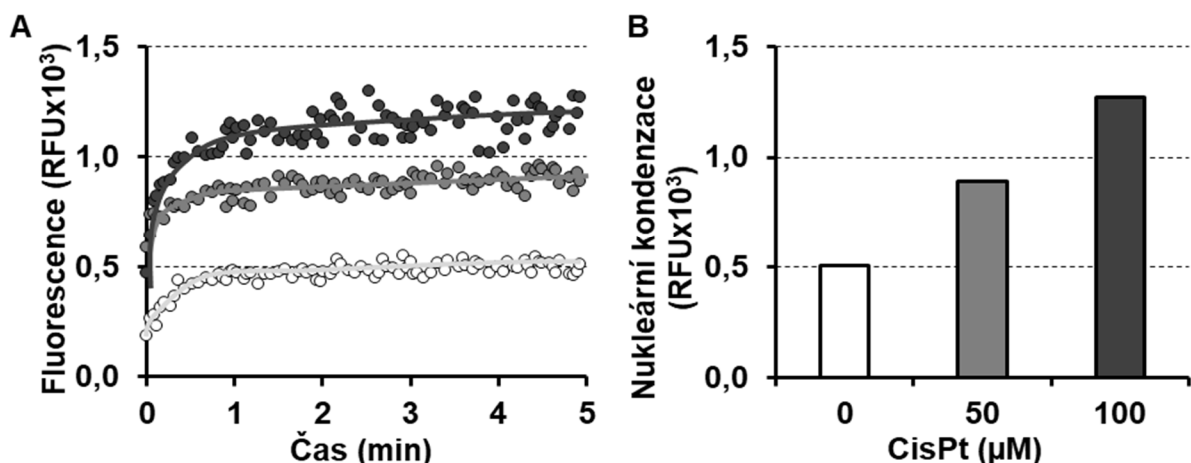 A
Fluorescence (RFUx10³)
1,5
1,0
0,5
0,0
0 1 2 3 4 5
Čas (min)
B
Nukleární kondenzace
(RFUx10³)
1,5
1,0
0,5
0,0
0 50 100
CisPt (µM)